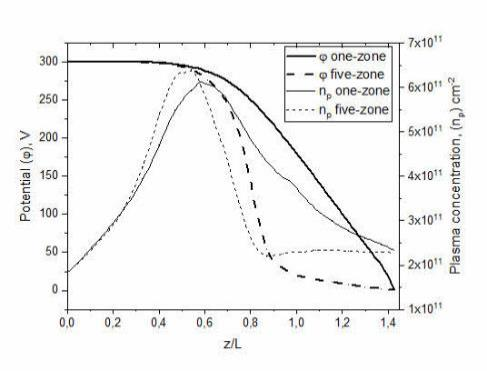 φ one-zone
φ five-zone
np one-zone
np five-zone
300
250
200
150
100
50
0
Potential (φ), V
7x10¹¹
6x10¹¹
5x10¹¹
4x10¹¹
3x10¹¹
2x10¹¹
1x10¹¹
Plasma concentration, (np) cm⁻²
0,0 0,2 0,4 0,6 0,8 1,0 1,2 1,4
z/L